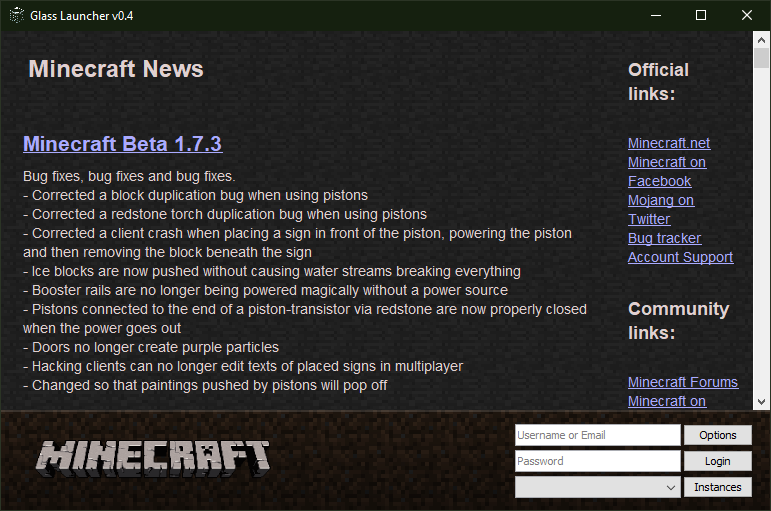 Glass Launcher v0.4
Minecraft News
Minecraft Beta 1.7.3
Bug fixes, bug fixes and bug fixes.
- Corrected a block duplication bug when using pistons
- Corrected a redstone torch duplication bug when using pistons
- Corrected a client crash when placing a sign in front of the piston, powering the piston
and then removing the block beneath the sign
- Ice blocks are now pushed without causing water streams breaking everything
- Booster rails are no longer being powered magically without a power source
- Pistons connected to the end of a piston-transistor via redstone are now properly closed
when the power goes out
- Doors no longer create purple particles
- Hacking clients can no longer edit texts of placed signs in multiplayer
- Changed so that paintings pushed by pistons will pop off
Official
links:
Minecraft.net
Minecraft on
Facebook
Mojang on
Twitter
Bug tracker
Account Support
Community
links:
Minecraft Forums
Minecraft on
MINECRAFT
Username or Email
Options
Password
Login
Instances